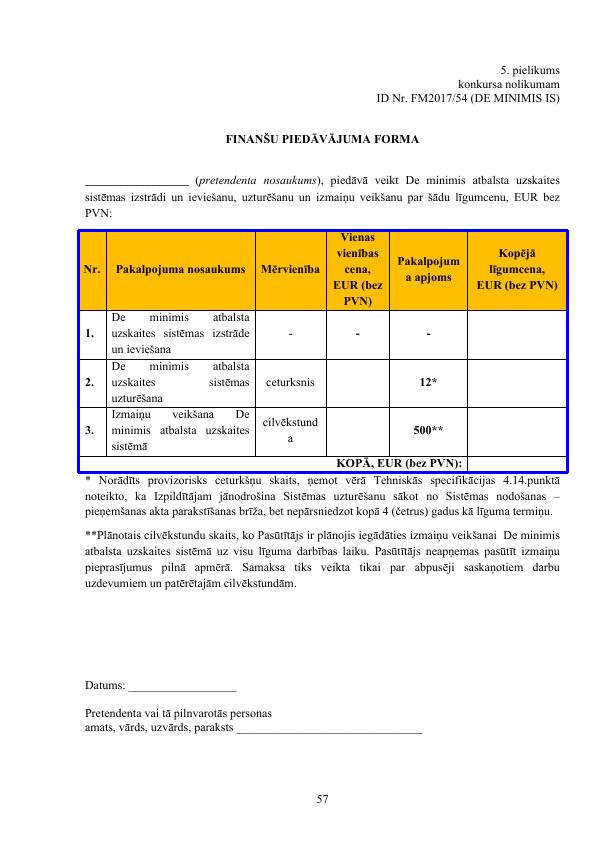 5. pielikums
konkursa nolikumam
ID Nr. FM2017/54 (DE MINIMIS IS)
FINANŠU PIEDĀVĀJUMA FORMA
__________________ (pretendenta nosaukums), piedāvā veikt De minimis atbalsta uzskaites
sistēmas izstrādi un ieviešanu, uzturēšanu un izmaiņu veikšanu par šādu līgumcenu, EUR bez
PVN:
Nr. Pakalpojuma nosaukums Mērvienība Vienas vienības cena, EUR (bez PVN) Pakalpojuma apjoms Kopējā līgumcena, EUR (bez PVN)
1. De minimis atbalsta uzskaites sistēmas izstrāde un ieviešana - - -
2. De minimis atbalsta uzskaites sistēmas uzturēšana ceturksnis 12*
3. Izmaiņu veikšana De minimis atbalsta uzskaites sistēmā cilvēkstunda 500**
KOPĀ, EUR (bez PVN):
* Norādīts provizorisks ceturkšņu skaits, ņemot vērā Tehniskās specifikācijas 4.14.punktā
noteikto, ka Izpildītājam jānodrošina Sistēmas uzturēšanu sākot no Sistēmas nodošanas –
pieņemšanas akta parakstīšanas brīža, bet nepārsniedzot kopā 4 (četrus) gadus kā līguma termiņu.
**Plānotais cilvēkstundu skaits, ko Pasūtītājs ir plānojis iegādāties izmaiņu veikšanai De minimis
atbalsta uzskaites sistēmā uz visu līguma darbības laiku. Pasūtītājs neapņemas pasūtīt izmaiņu
pieprasījumus pilnā apmērā. Samaksa tiks veikta tikai par abpusēji saskaņotiem darbu
uzdevumiem un patērētajām cilvēkstundām.
Datums: ___________________
Pretendenta vai tā pilnvarotās personas
amats, vārds, uzvārds, paraksts ________________________________
57